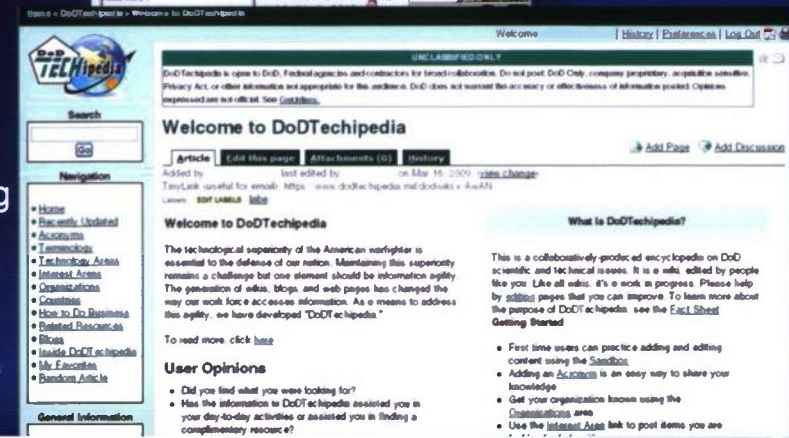 Home > DoDTechipedia > Welcome to DoDTechipedia
Welcome | History | Preferences | Log Out
DoD
TECHipedia
Search
Go
Navigation
• Home
• Recently Updated
• Acronyms
• Terminology
• Technology Areas
• Interest Areas
• Organizations
• Countries
• How to Do Business
• Related Resources
• Blogs
• Inside DoDTechipedia
• My Favorites
• Random Article
General Information
UNCLASSIFIED ONLY
DoDTechipedia is open to DoD, Federal agencies and contractors for broad collaboration. Do not post: DoD Only, company proprietary, acquisition sensitive,
Privacy Act, or other information not appropriate for this audience. DoD does not warrant the accuracy or effectiveness of information posted. Opinions
expressed are not official. See Guidelines.
Welcome to DoDTechipedia
Add Page Add Discussion
Article Edit this page Attachments (0) History
Added by last edited by on Mar 16, 2009 (view change)
TinyLink (useful for email): https www.dodtechipedia.mil/dodwiki/x/AwAN
Labels EDIT LABELS
Welcome to DoDTechipedia
The technological superiority of the American warfighter is
essential to the defense of our nation. Maintaining this superiority
remains a challenge but one element should be information agility.
The generation of wikis, blogs, and web pages has changed the
way our work force accesses information. As a means to address
this agility, we have developed "DoDTechipedia."
To read more, click here
User Opinions
• Did you find what you were looking for?
• Has the information in DoDTechipedia assisted you in
your day-to-day activities or assisted you in finding a
complimentary resource?
What Is DoDTechipedia?
This is a collaboratively-produced encyclopedia on DoD
scientific and technical issues. It is a wiki, edited by people
like you. Like all wikis, it's a work in progress. Please help
by editing pages that you can improve. To learn more about
the purpose of DoDTechipedia, see the Fact Sheet
Getting Started
• First time users can practice adding and editing
content using the Sandbox
• Adding an Acronym is an easy way to share your
knowledge
• Get your organization known using the
Organizations area
• Use the Interest Area link to post items you are